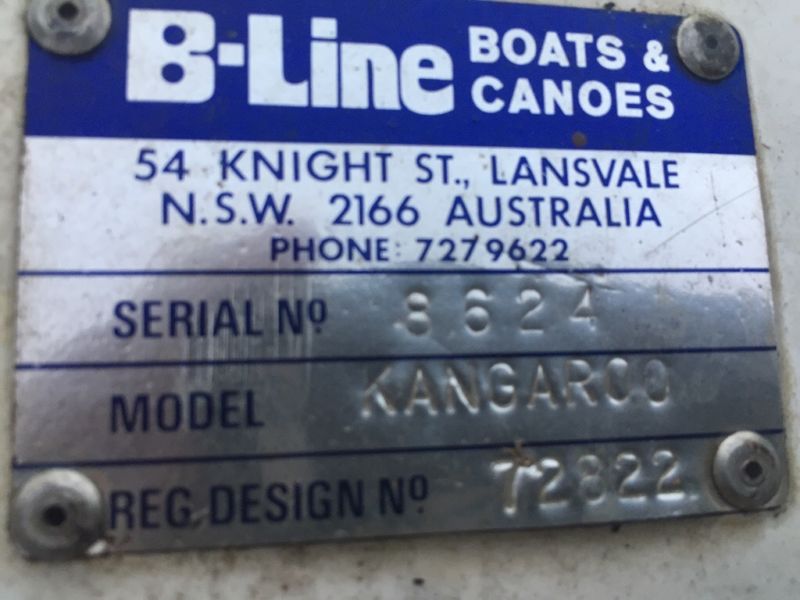 B-Line BOATS &
CANOES
54 KNIGHT ST., LANSVALE
N.S.W. 2166 AUSTRALIA
PHONE: 7279622
SERIAL Nº 8624
MODEL KANGAROO
REG. DESIGN Nº 72822